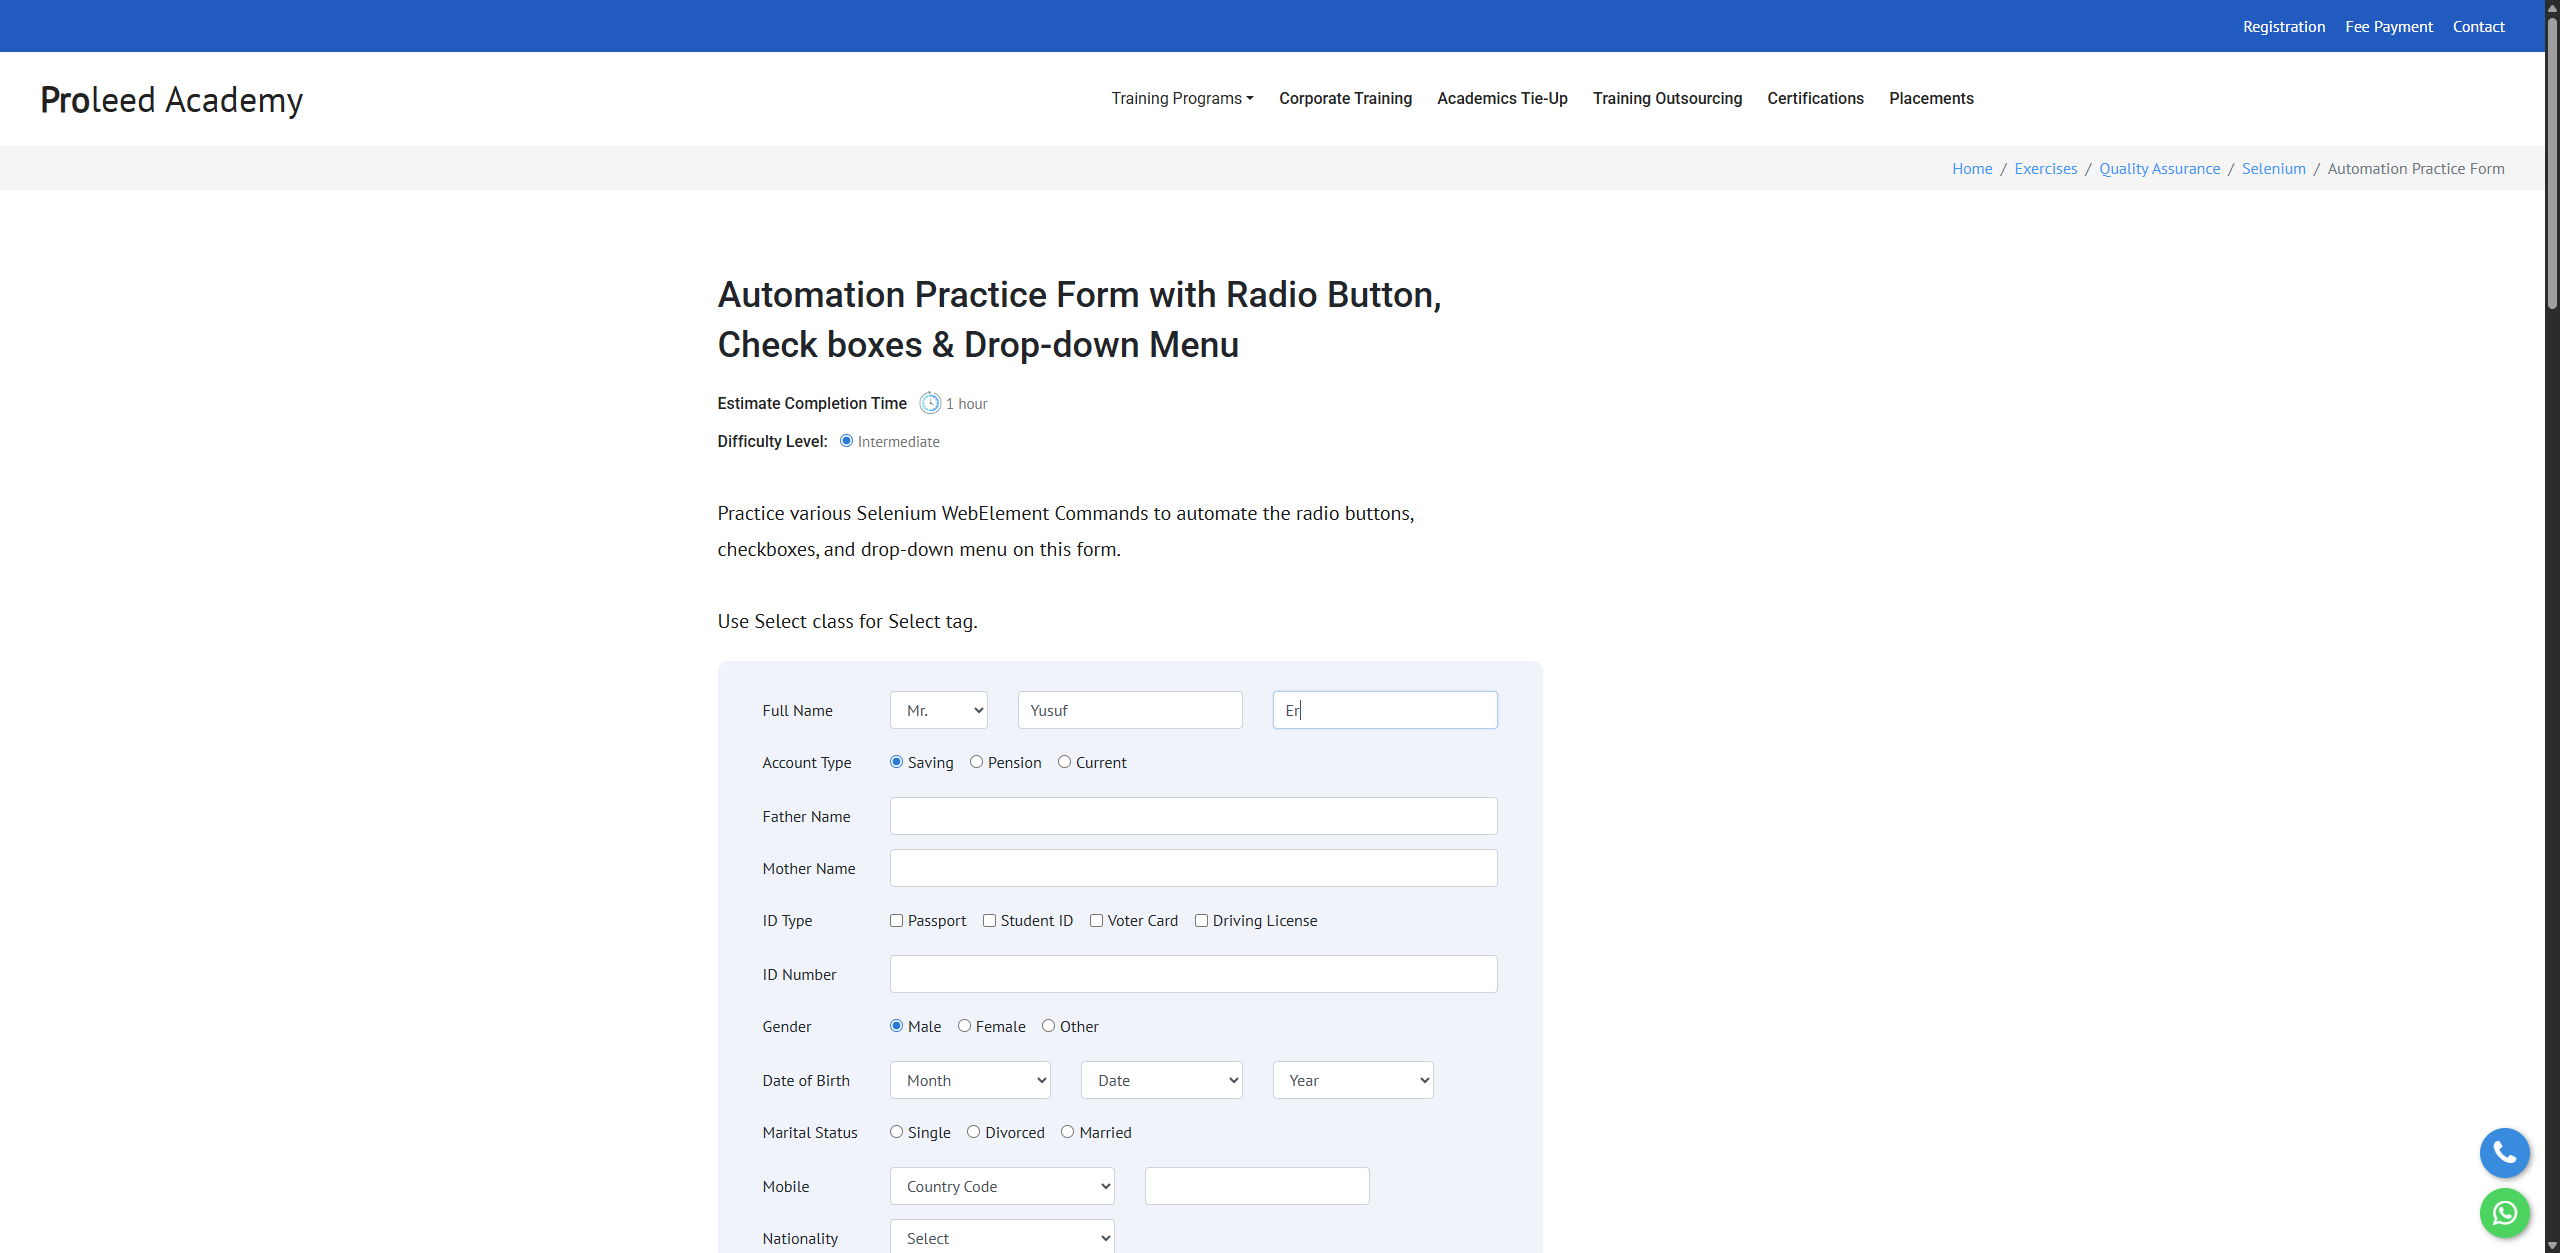 Registration Fee Payment Contact
Proleed Academy
Training Programs Corporate Training Academics Tie-Up Training Outsourcing Certifications Placements
Home / Exercises / Quality Assurance / Selenium / Automation Practice Form
Automation Practice Form with Radio Button,
Check boxes & Drop-down Menu
Estimate Completion Time 1 hour
Difficulty Level: Intermediate
Practice various Selenium WebElement Commands to automate the radio buttons,
checkboxes, and drop-down menu on this form.
Use Select class for Select tag.
Full Name Mr. Yusuf Er
Account Type Saving Pension Current
Father Name
Mother Name
ID Type Passport Student ID Voter Card Driving License
ID Number
Gender Male Female Other
Date of Birth Month Date Year
Marital Status Single Divorced Married
Mobile Country Code
Nationality Select